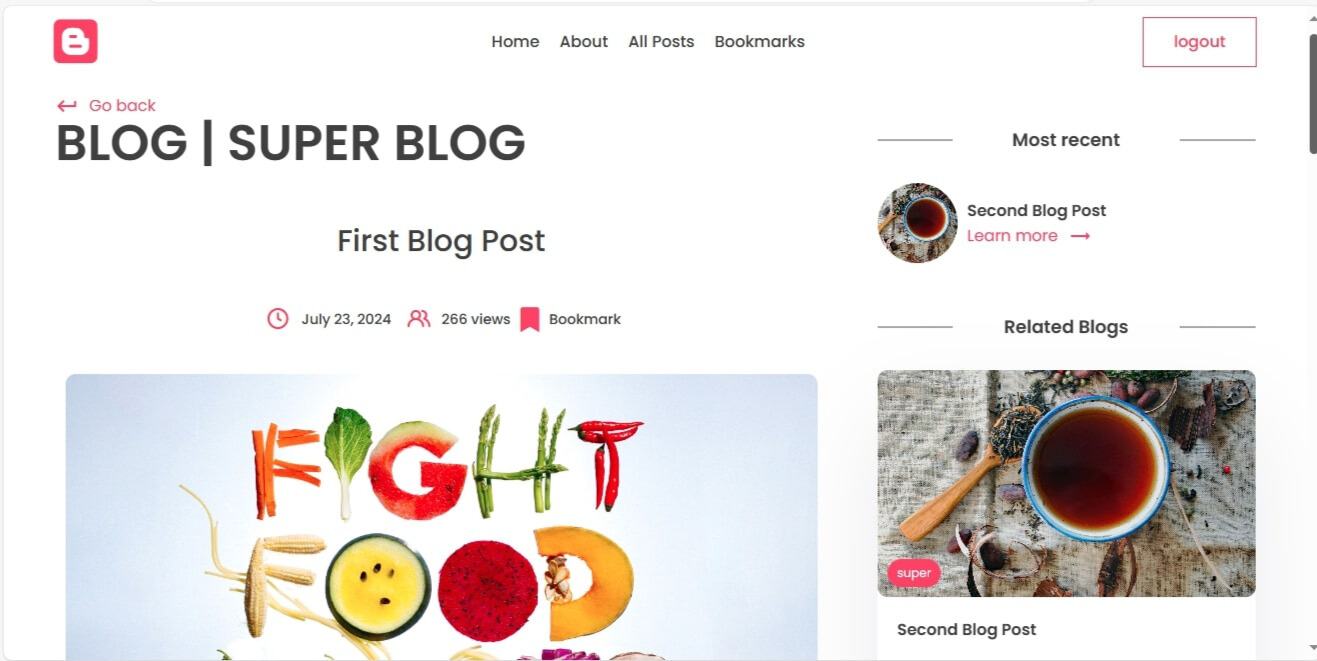 Home About All Posts Bookmarks
logout
Go back
BLOG | SUPER BLOG
First Blog Post
July 23, 2024 266 views Bookmark
FIGHT
FOOD
Most recent
Second Blog Post
Learn more
Related Blogs
super
Second Blog Post